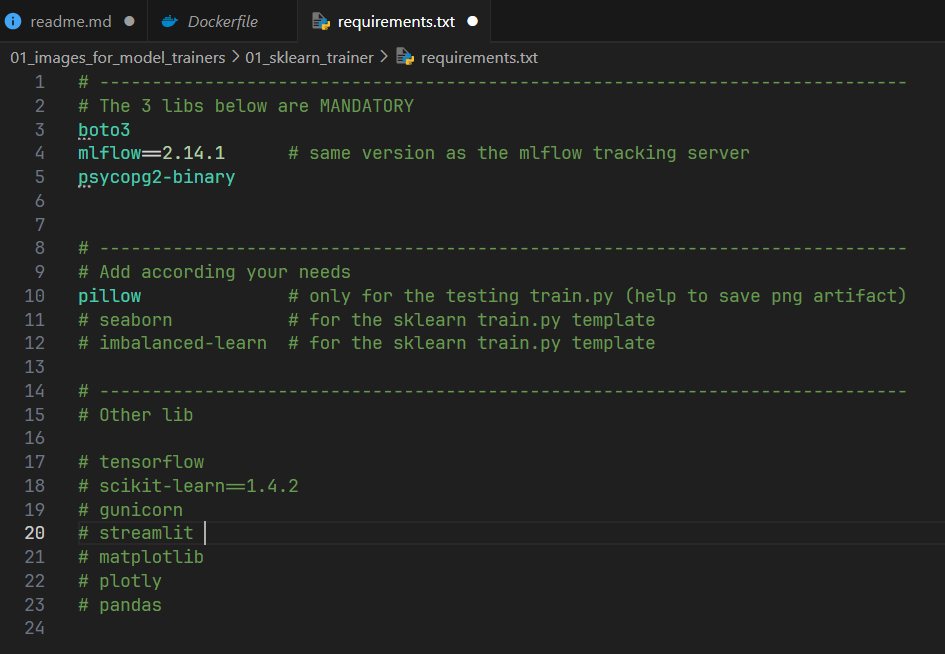 readme.md ● Dockerfile requirements.txt ●
01_images_for_model_trainers > 01_sklearn_trainer > requirements.txt
1 # -----------------------------------------------------------------------------
2 # The 3 libs below are MANDATORY
3 boto3
4 mlflow==2.14.1      # same version as the mlflow tracking server
5 psycopg2-binary
6
7
8 # -----------------------------------------------------------------------------
9 # Add according your needs
10 pillow              # only for the testing train.py (help to save png artifact)
11 # seaborn           # for the sklearn train.py template
12 # imbalanced-learn  # for the sklearn train.py template
13
14 # -----------------------------------------------------------------------------
15 # Other lib
16
17 # tensorflow
18 # scikit-learn==1.4.2
19 # gunicorn
20 # streamlit
21 # matplotlib
22 # plotly
23 # pandas
24